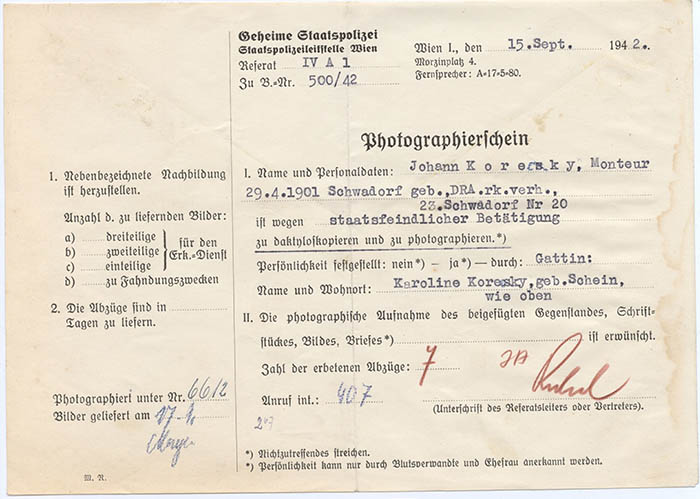 Geheime Staatspolizei
Staatspolizeileitstelle Wien
Referat IV A 1
Zu B.=Nr. 500/42
Wien I., den 15.Sept. 1942.
Morzinplatz 4.
Fernsprecher: A=17=5=80.
Photographierschein
1. Nebenbezeichnete Nachbildung
ist herzustellen.
Anzahl d. zu liefernden Bilder:
a) ........ dreiteilige
b) ........ zweiteilige
c) ........ einteilige
für den
Erk.=Dienst
d) ........ zu Fahndungszwecken
2. Die Abzüge sind in ........
Tagen zu liefern.
Photographiert unter Nr. 6612
Bilder geliefert am
M. R.
I. Name und Personaldaten: Johann K o r e s k y, Monteur
29.4.1901 Schwadorf geb.,DRA.rk.verh.,
23.Schwadorf Nr 20
ist wegen staatsfeindlicher Betätigung
zu daktyloskopieren und zu photographieren.*)
Persönlichkeit festgestellt: nein*) — ja*) — durch: Gattin:
Name und Wohnort: Karoline Koresky,geb.Schein,
wie oben
II. Die photographische Aufnahme des beigefügten Gegenstandes, Schrift=
stückes, Bildes, Briefes*) ........ ist erwünscht.
Zahl der erbetenen Abzüge: 7
Anruf int.: 407
(Unterschrift des Referatsleiters oder Vertreters).
*) Nichtzutreffendes streichen.
*) Persönlichkeit kann nur durch Blutsverwandte und Ehefrau anerkannt werden.